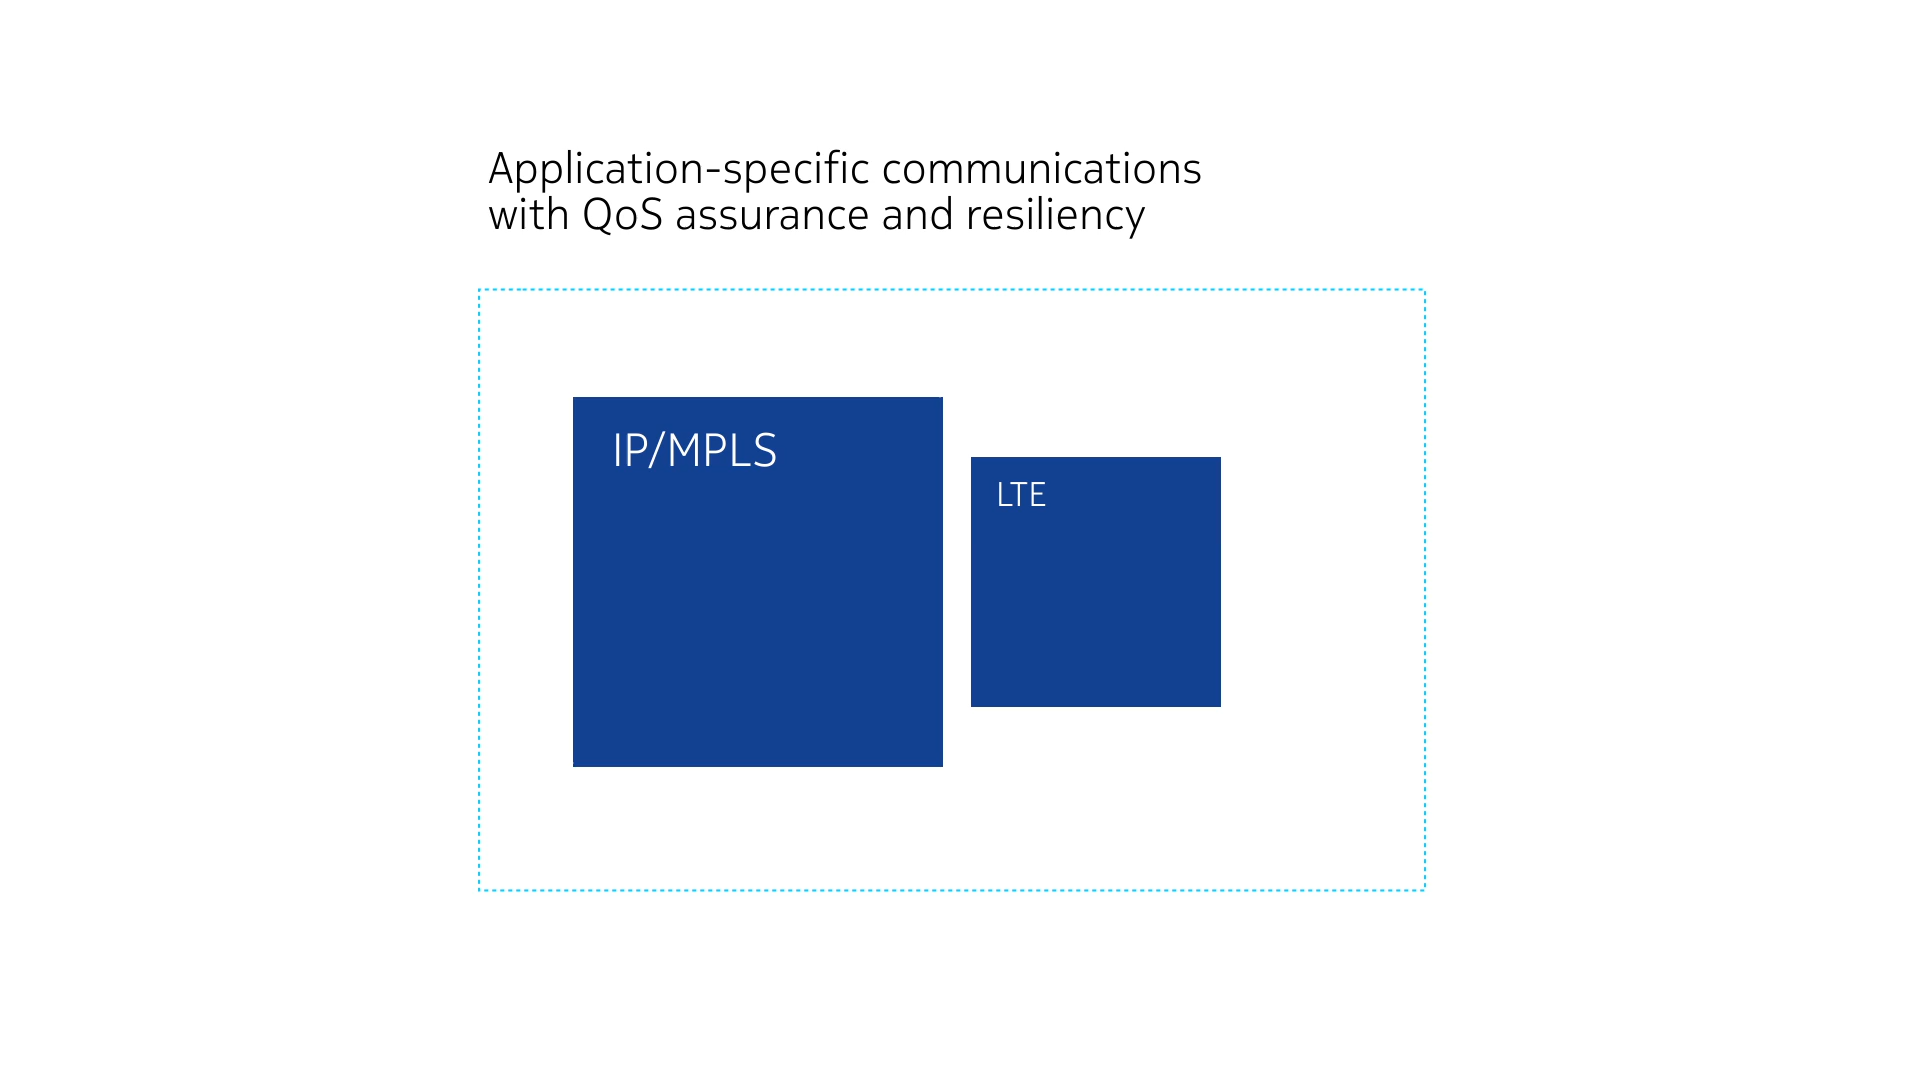 Application-specific communications
with QoS assurance and resiliency
IP/MPLS
LTE